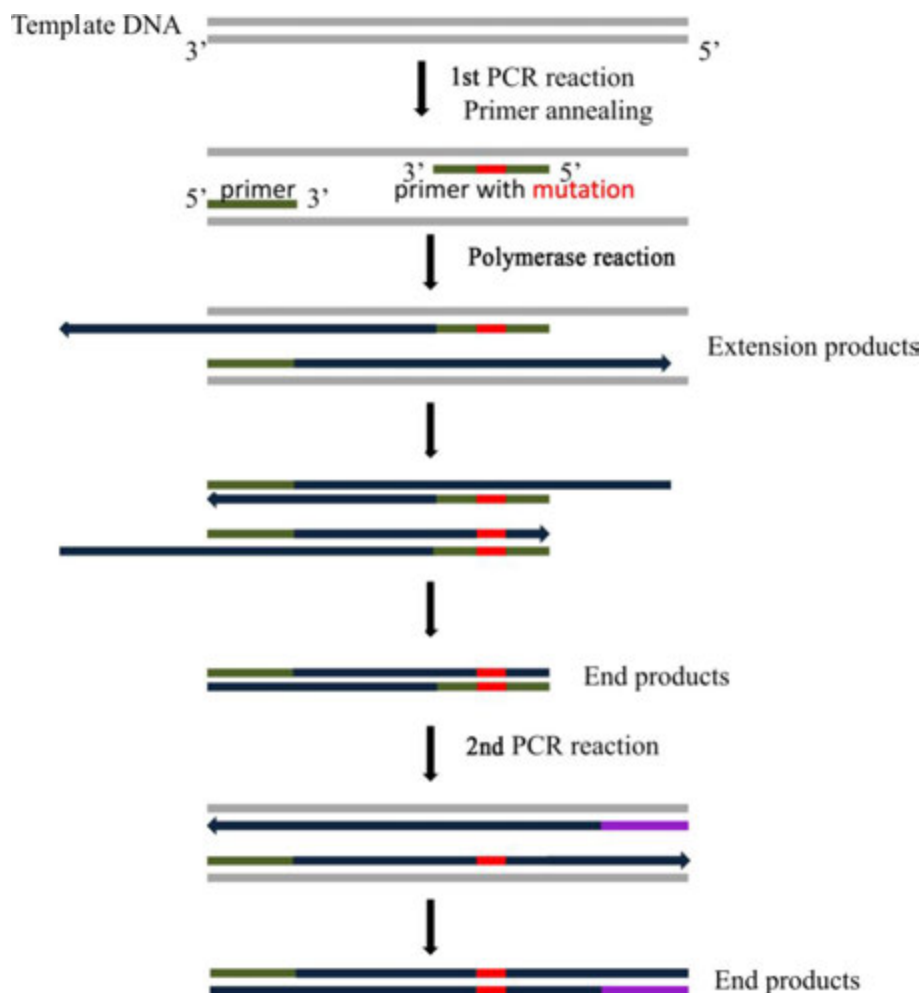 Template DNA
3’ 5’
1st PCR reaction
Primer annealing
3’ 5’
5’ primer 3’ primer with mutation
Polymerase reaction
Extension products
End products
2nd PCR reaction
End products